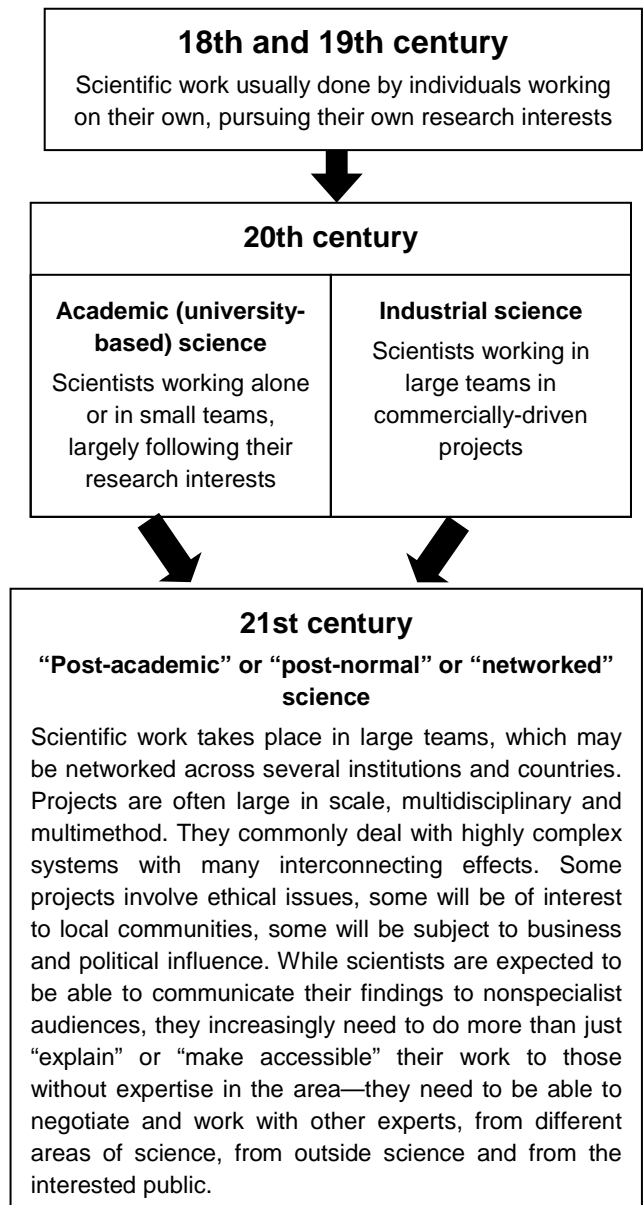 18th and 19th century
Scientific work usually done by individuals working
on their own, pursuing their own research interests
20th century
Academic (university-
based) science
Scientists working alone
or in small teams,
largely following their
research interests
Industrial science
Scientists working in
large teams in
commercially-driven
projects
21st century
“Post-academic” or “post-normal” or “networked”
science
Scientific work takes place in large teams, which may
be networked across several institutions and countries.
Projects are often large in scale, multidisciplinary and
multimethod. They commonly deal with highly complex
systems with many interconnecting effects. Some
projects involve ethical issues, some will be of interest
to local communities, some will be subject to business
and political influence. While scientists are expected to
be able to communicate their findings to nonspecialist
audiences, they increasingly need to do more than just
“explain” or “make accessible” their work to those
without expertise in the area—they need to be able to
negotiate and work with other experts, from different
areas of science, from outside science and from the
interested public.